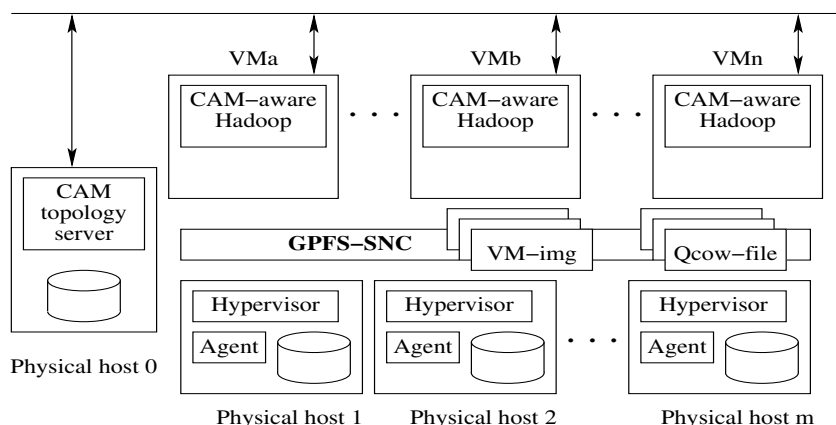 VMa
VMb
VMn
CAM−aware
Hadoop
. . .
CAM−aware
Hadoop
. . .
CAM−aware
Hadoop
CAM
topology
server
GPFS−SNC
VM−img
Qcow−file
Hypervisor
Hypervisor
Hypervisor
Agent
Agent
. . .
Agent
Physical host 0
Physical host 1
Physical host 2
Physical host m